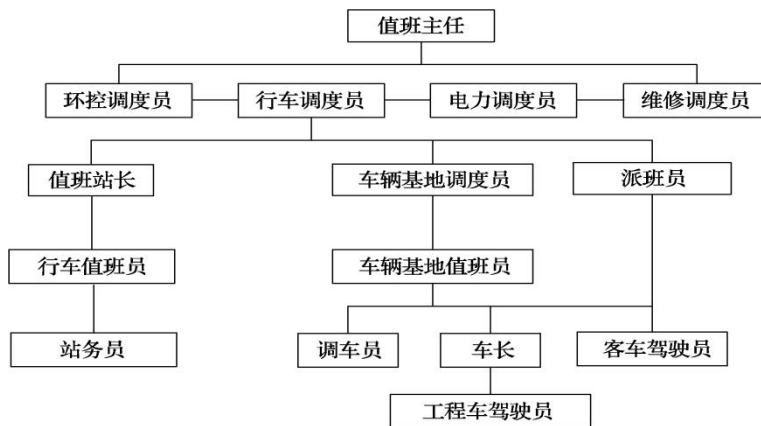 值班主任
环控调度员
行车调度员
电力调度员
维修调度员
值班站长
车辆基地调度员
派班员
行车值班员
车辆基地值班员
站务员
调车员
车长
客车驾驶员
工程车驾驶员